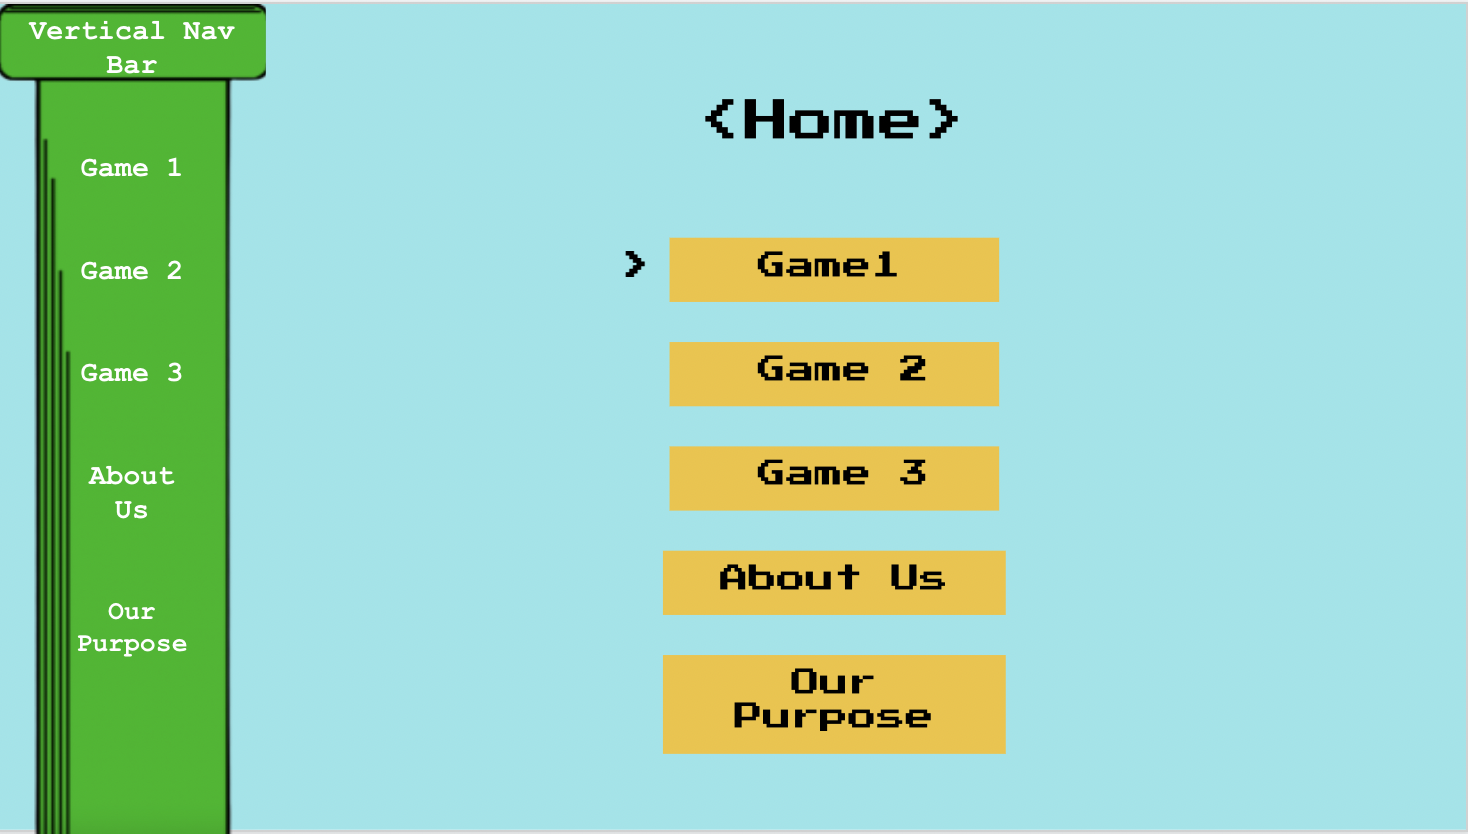 Vertical Nav
Bar
Game 1
Game 2
Game 3
About
Us
Our
Purpose
<Home>
> Game1
Game 2
Game 3
About Us
Our
Purpose